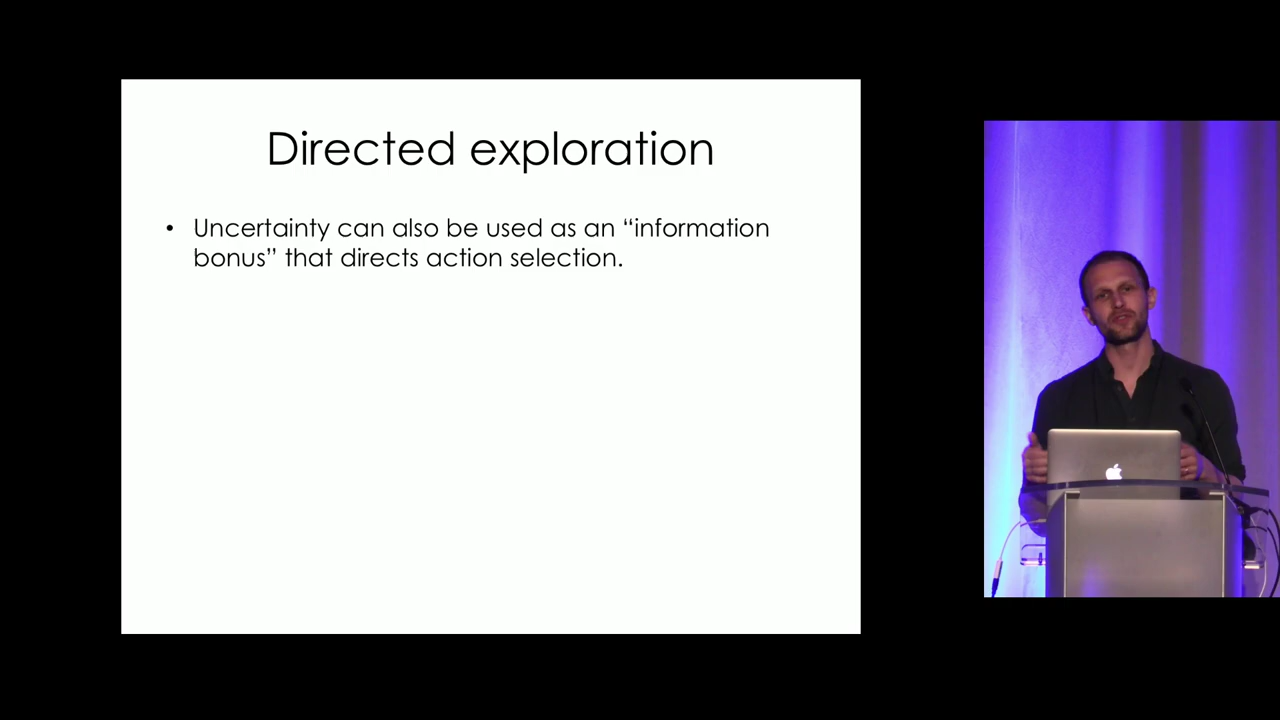 Directed exploration
• Uncertainty can also be used as an “information
bonus” that directs action selection.